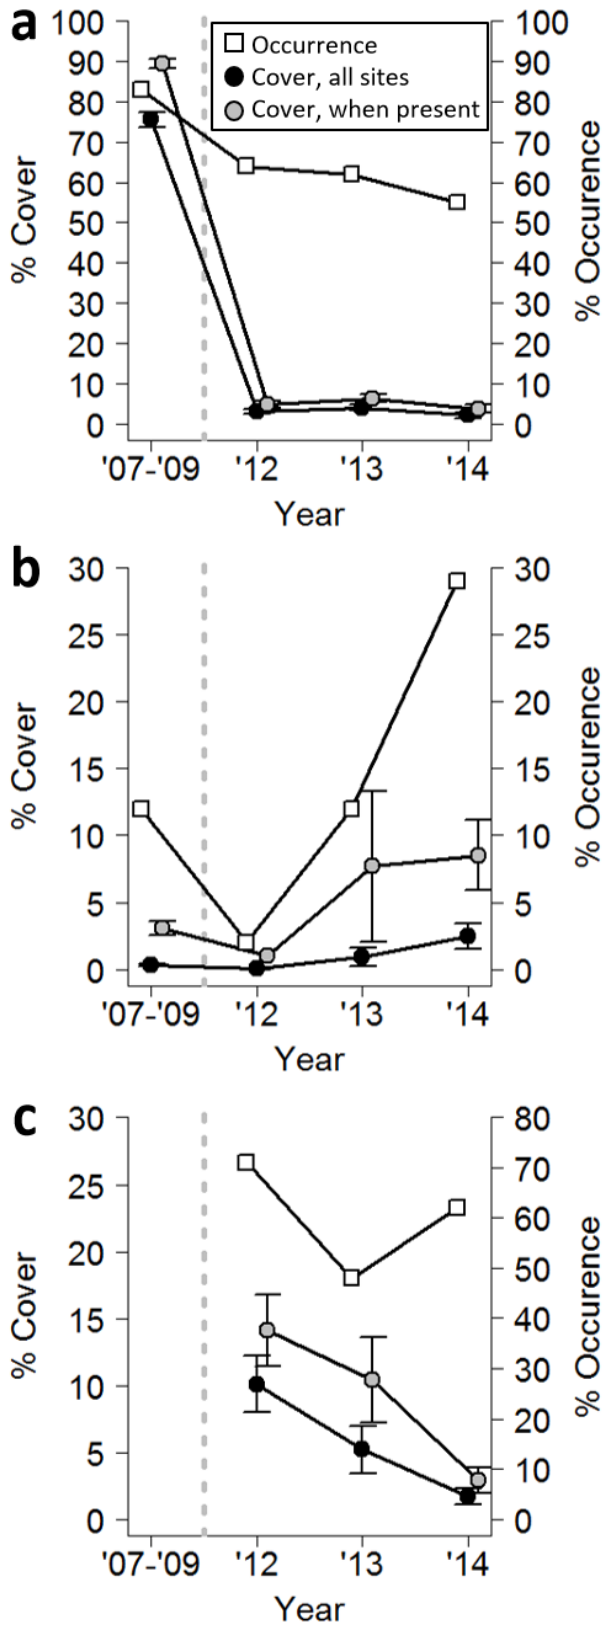 a
100 100
90 90
80 80
70 70
60 60
50 50
40 40
30 30
20 20
10 10
0 0
% Cover
% Occurence
Occurrence
Cover, all sites
Cover, when present
'07-'09 '12 '13 '14
Year
b
30 30
25 25
20 20
15 15
10 10
5 5
0 0
% Cover
% Occurence
'07-'09 '12 '13 '14
Year
c
30 80
25 70
20 60
15 50
10 40
5 30
0 20
10
0
% Cover
% Occurence
'07-'09 '12 '13 '14
Year